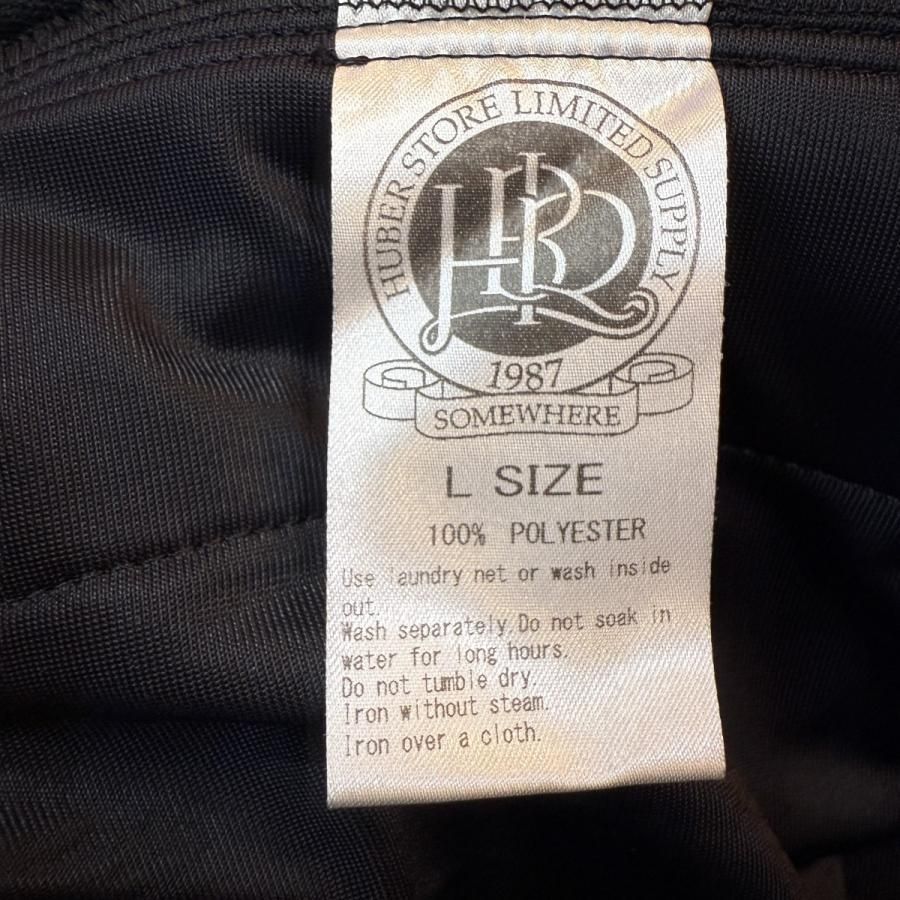 HUBER STORE LIMITED SUPPLY
HBR
1987
SOMEWHERE
L SIZE
100% POLYESTER
Use laundry net or wash inside
out.
Wash separately.Do not soak in
water for long hours.
Do not tumble dry.
Iron without steam.
Iron over a cloth.